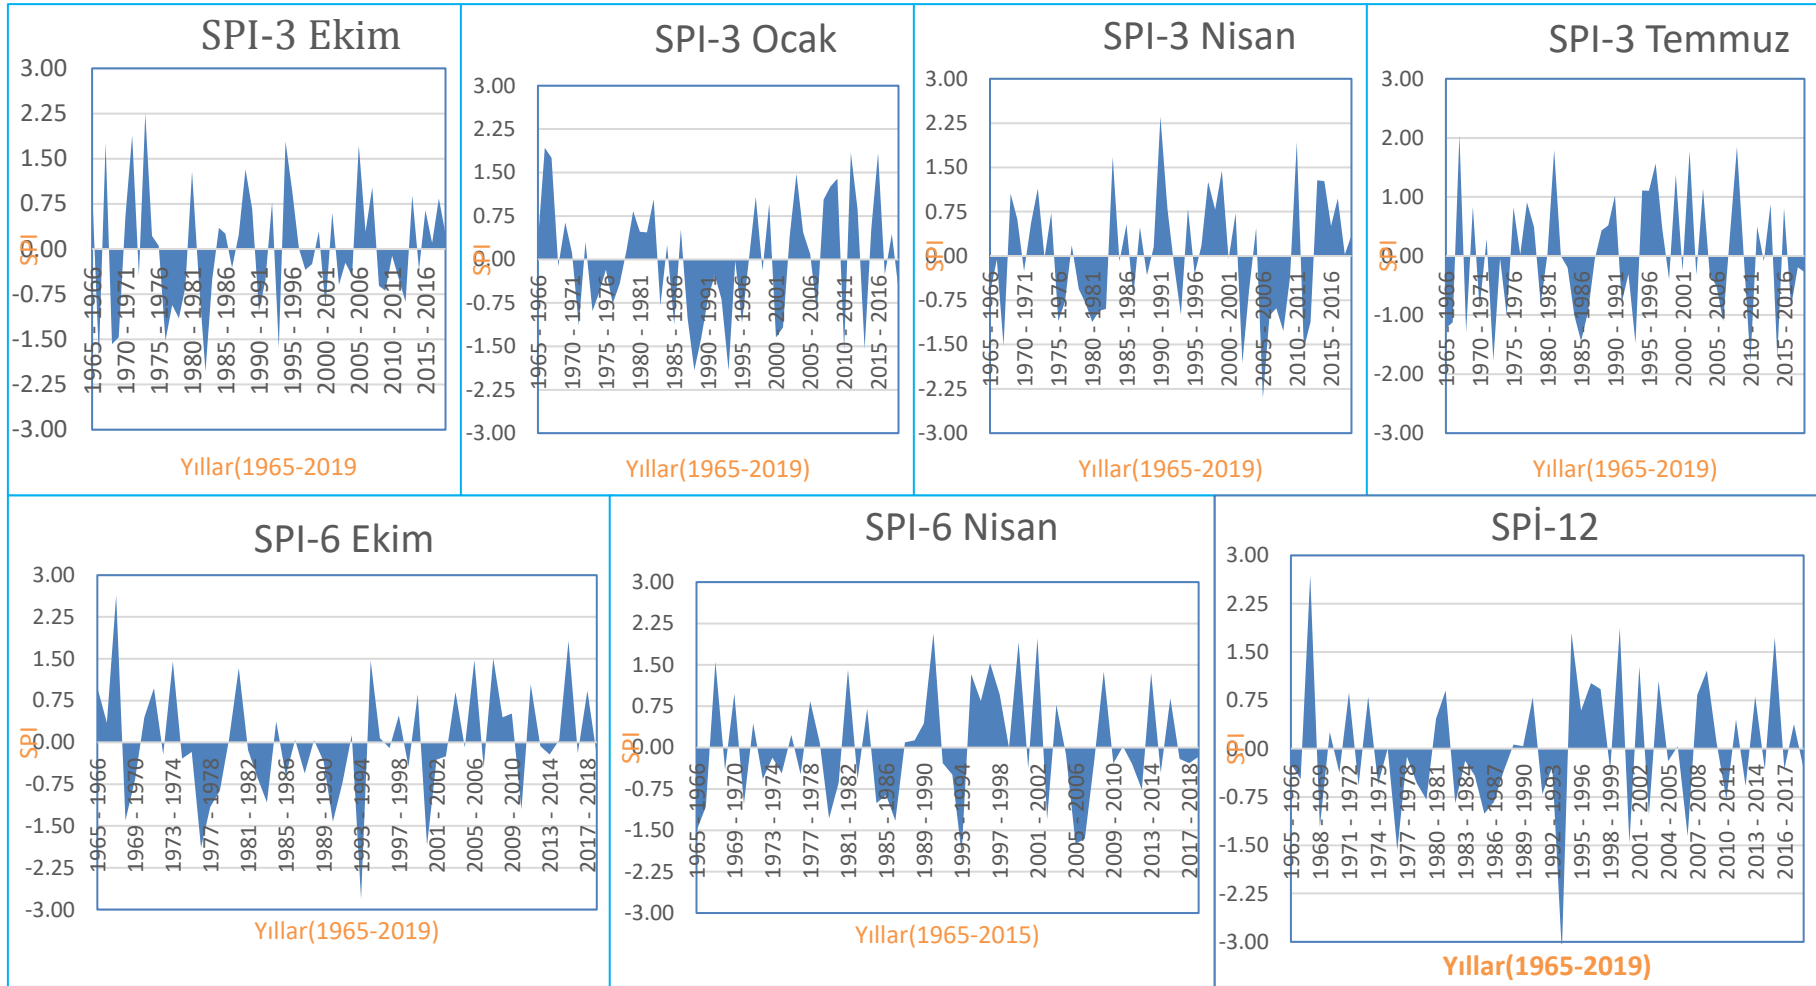 SPI-3 Ekim
3.00
2.25
1.50
0.75
0.00
-0.75
-1.50
-2.25
-3.00
SPI
1965 - 1966
1970 - 1971
1975 - 1976
1980 - 1981
1985 - 1986
1990 - 1991
1995 - 1996
2000 - 2001
2005 - 2006
2010 - 2011
2015 - 2016
Yıllar(1965-2019
SPI-3 Ocak
3.00
2.25
1.50
0.75
0.00
-0.75
-1.50
-2.25
-3.00
SPI
1965 - 1966
1970 - 1971
1975 - 1976
1980 - 1981
1985 - 1986
1990 - 1991
1995 - 1996
2000 - 2001
2005 - 2006
2010 - 2011
2015 - 2016
Yıllar(1965-2019)
SPI-3 Nisan
3.00
2.25
1.50
0.75
0.00
-0.75
-1.50
-2.25
-3.00
SPI
1965 - 1966
1970 - 1971
1975 - 1976
1980 - 1981
1985 - 1986
1990 - 1991
1995 - 1996
2000 - 2001
2005 - 2006
2010 - 2011
2015 - 2016
Yıllar(1965-2019)
SPI-3 Temmuz
3.00
2.00
1.00
0.00
-1.00
-2.00
-3.00
SPI
1965 - 1966
1970 - 1971
1975 - 1976
1980 - 1981
1985 - 1986
1990 - 1991
1995 - 1996
2000 - 2001
2005 - 2006
2010 - 2011
2015 - 2016
Yıllar(1965-2019)
SPI-6 Ekim
3.00
2.25
1.50
0.75
0.00
-0.75
-1.50
-2.25
-3.00
SPI
1965 - 1966
1969 - 1970
1973 - 1974
1977 - 1978
1981 - 1982
1985 - 1986
1989 - 1990
1993 - 1994
1997 - 1998
2001 - 2002
2005 - 2006
2009 - 2010
2013 - 2014
2017 - 2018
Yıllar(1965-2019)
SPI-6 Nisan
3.00
2.25
1.50
0.75
0.00
-0.75
-1.50
-2.25
-3.00
SPI
1965 - 1966
1969 - 1970
1973 - 1974
1977 - 1978
1981 - 1982
1985 - 1986
1989 - 1990
1993 - 1994
1997 - 1998
2001 - 2002
2005 - 2006
2009 - 2010
2013 - 2014
2017 - 2018
Yıllar(1965-2015)
SPİ-12
3.00
2.25
1.50
0.75
0.00
-0.75
-1.50
-2.25
-3.00
SPI
1965 - 1966
1968 - 1969
1971 - 1972
1974 - 1975
1977 - 1978
1980 - 1981
1983 - 1984
1986 - 1987
1989 - 1990
1992 - 1993
1995 - 1996
1998 - 1999
2001 - 2002
2004 - 2005
2007 - 2008
2010 - 2011
2013 - 2014
2016 - 2017
Yıllar(1965-2019)